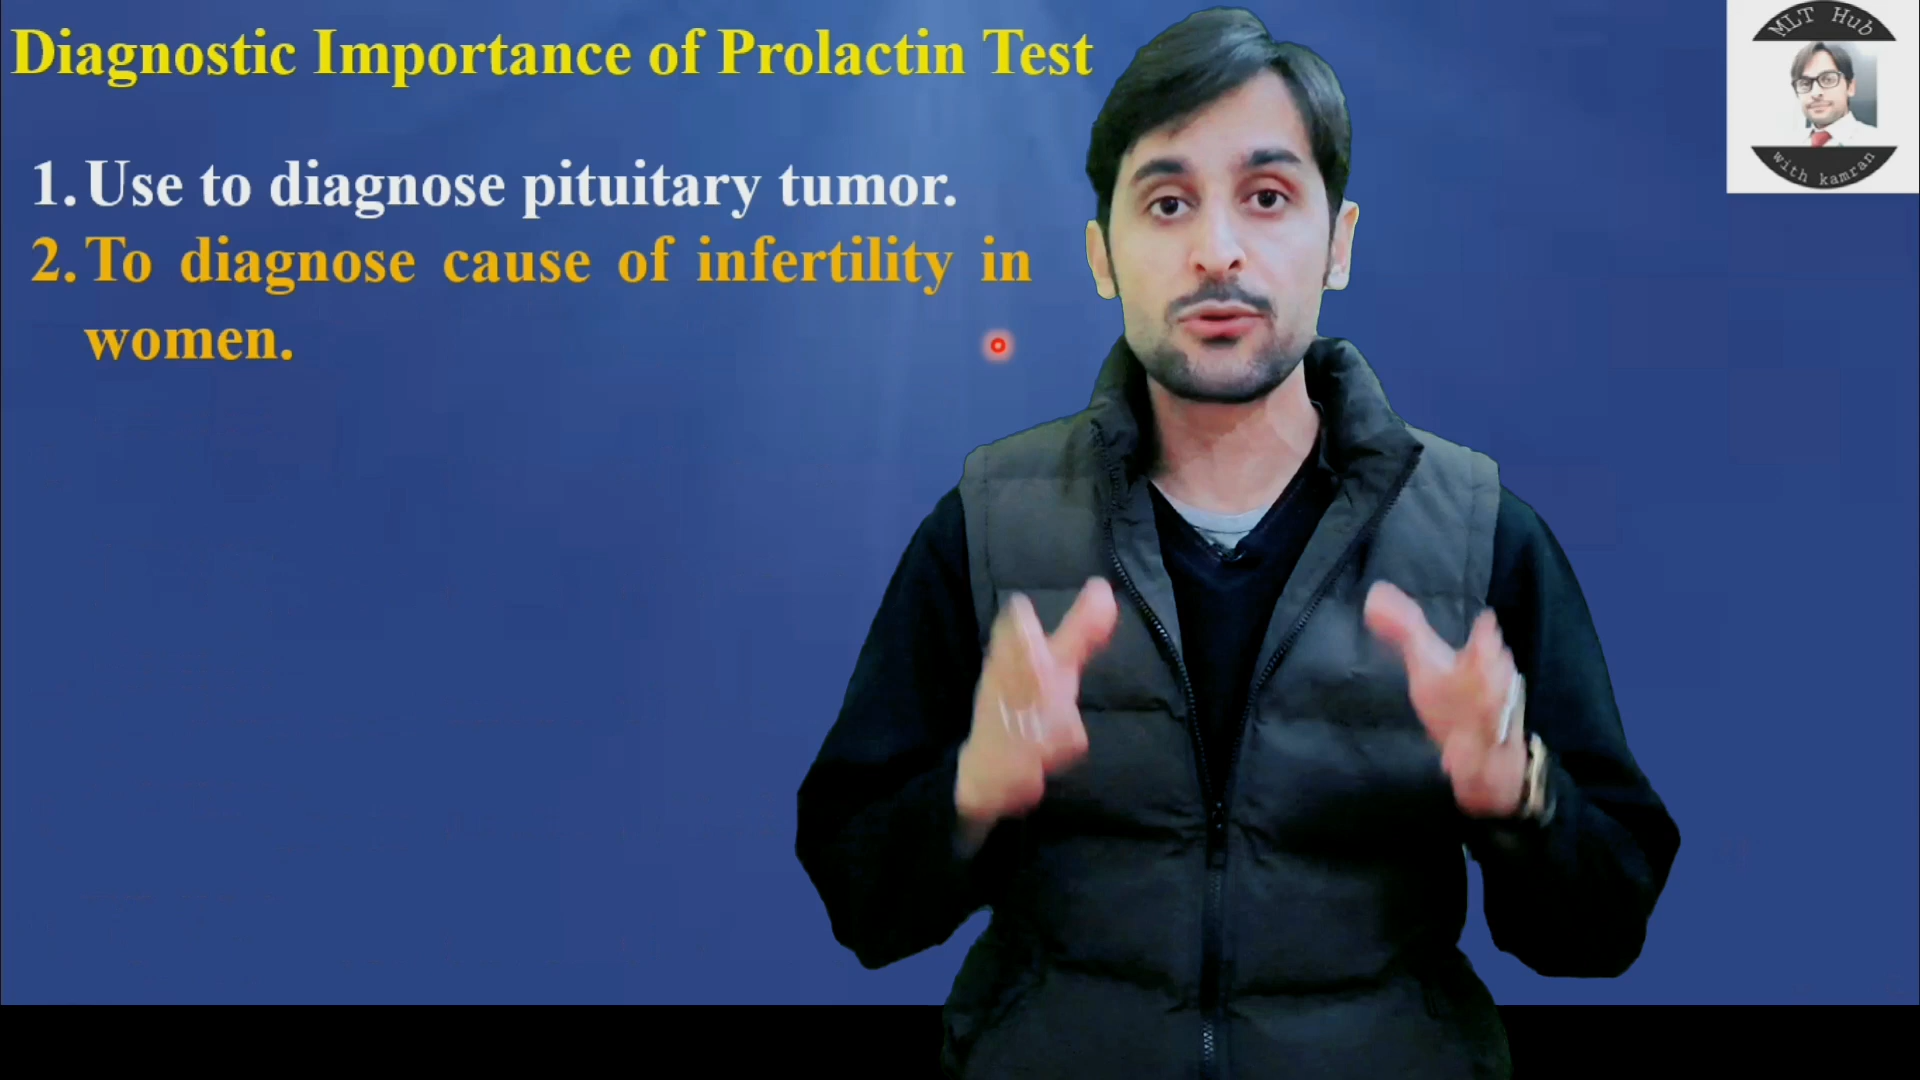 Diagnostic Importance of Prolactin Test
MLT Hub
1. Use to diagnose pituitary tumor.
2. To diagnose cause of infertility in
women.
with kamran